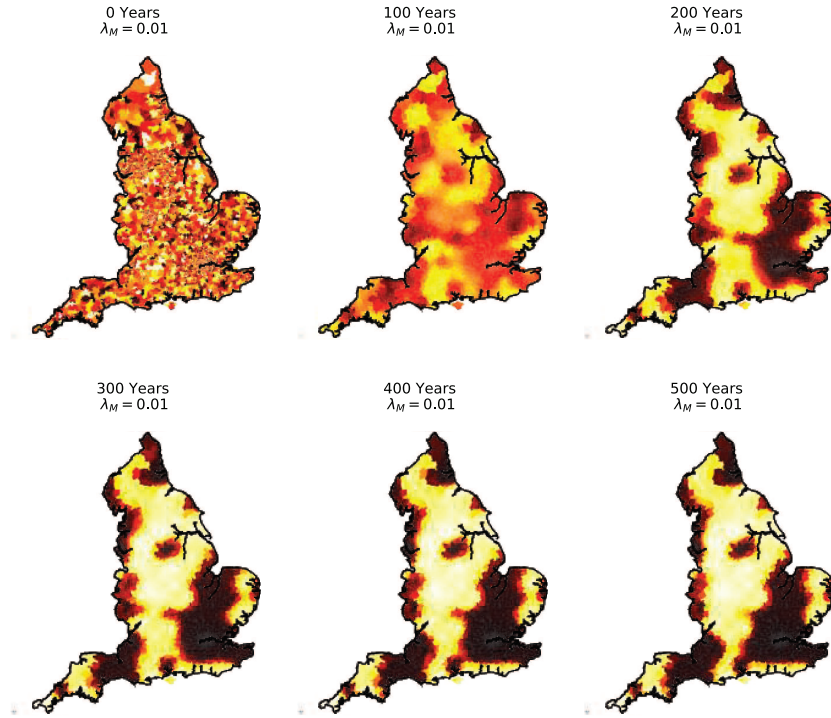 0 Years
λ_M = 0.01
100 Years
λ_M = 0.01
200 Years
λ_M = 0.01
300 Years
λ_M = 0.01
400 Years
λ_M = 0.01
500 Years
λ_M = 0.01